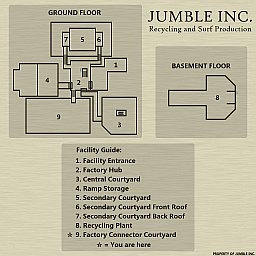 GROUND FLOOR
JUMBLE INC.
Recycling and Surf Production
7 5 6
1
BASEMENT FLOOR
4
2
8
9
3
Facility Guide:
1. Facility Entrance
2. Factory Hub
3. Central Courtyard
4. Ramp Storage
5. Secondary Courtyard
6. Secondary Courtyard Front Roof
7. Secondary Courtyard Back Roof
8. Recycling Plant
☆ 9. Factory Connector Courtyard
☆ = You are here
PROPERTY OF JUMBLE INC.